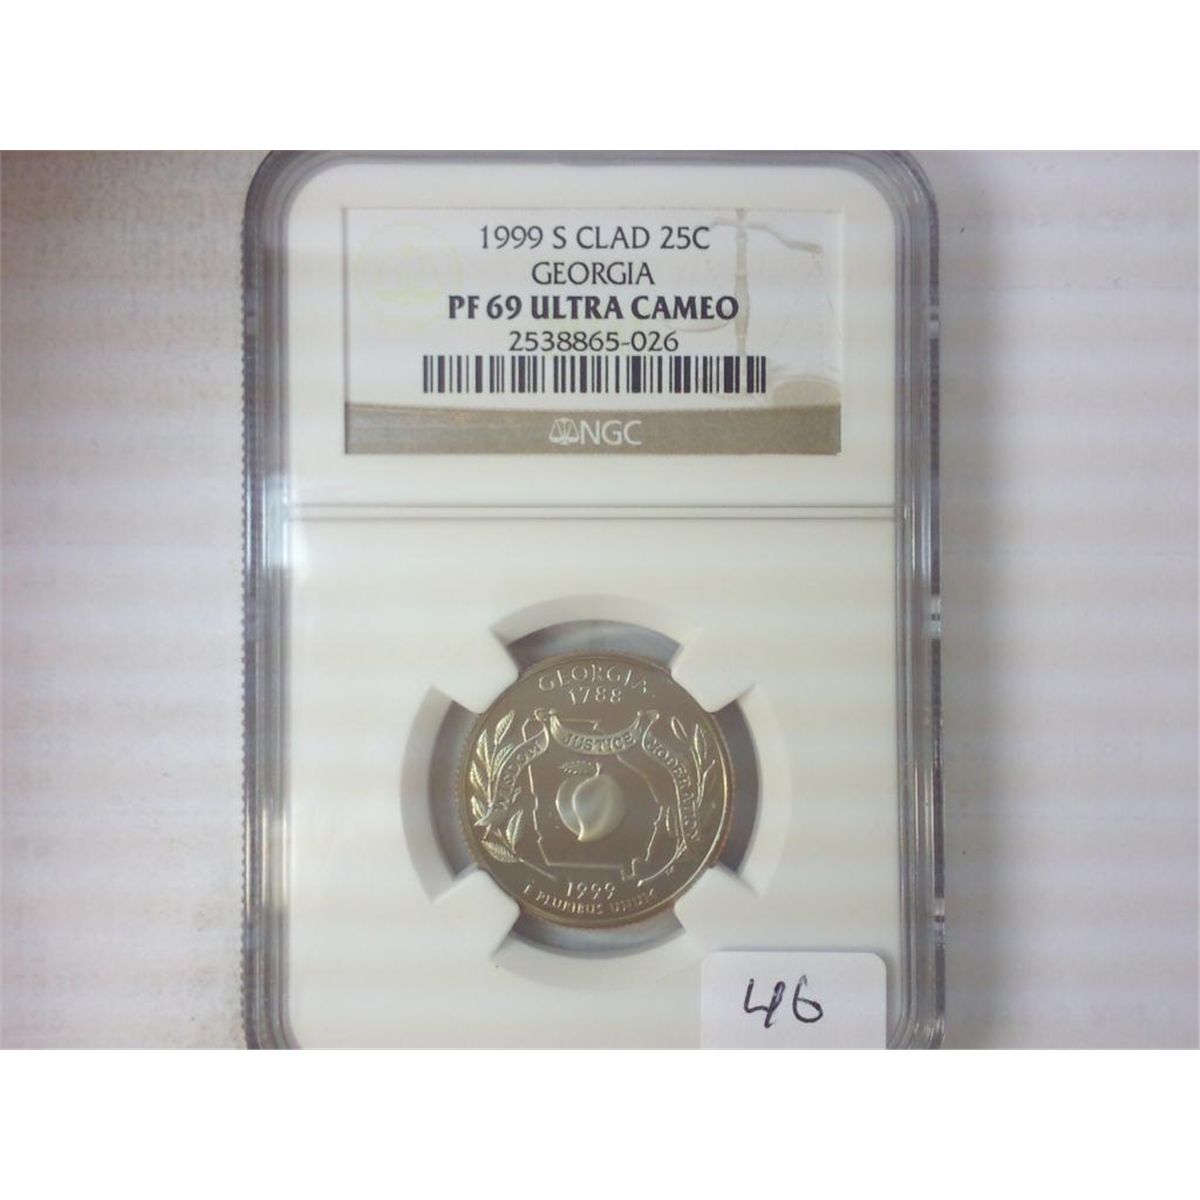 1999 S CLAD 25C
GEORGIA
PF 69 ULTRA CAMEO
2538865-026
NGC
GEORGIA
1788
WISDOM JUSTICE MODERATION
1999
E PLURIBUS UNUM
46